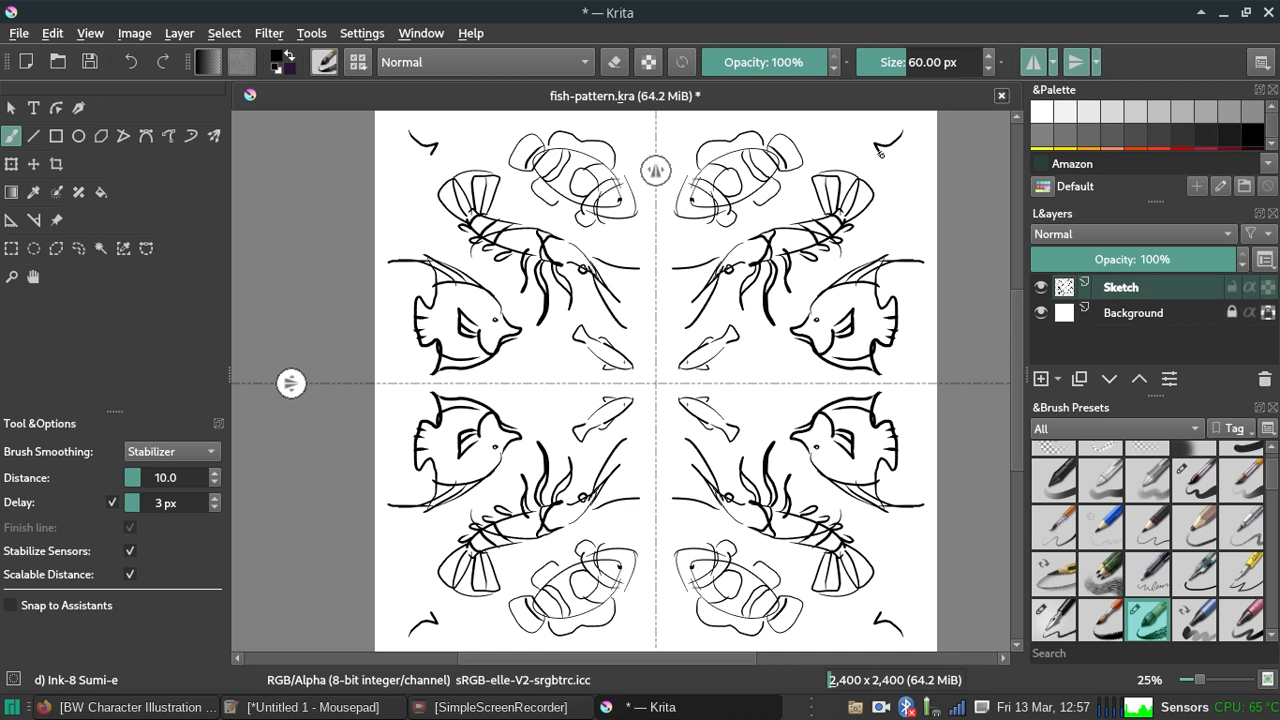 * — Krita
File Edit View Image Layer Select Filter Tools Settings Window Help
Normal
Opacity: 100%
Size: 60.00 px
fish-pattern.kra (64.2 MiB) *
&Palette
Amazon
Default
L&ayers
Normal
Opacity: 100%
Sketch
Background
Tool &Options
Brush Smoothing: Stabilizer
Distance: 10.0
Delay: 3 px
Finish line:
Stabilize Sensors:
Scalable Distance:
Snap to Assistants
&Brush Presets
All
Tag
Search
d) Ink-8 Sumi-e
RGB/Alpha (8-bit integer/channel) sRGB-elle-V2-srgbtrc.icc
2,400 x 2,400 (64.2 MiB)
25%
[BW Character Illustration ...
[*Untitled 1 - Mousepad]
[SimpleScreenRecorder]
* — Krita
Fri 13 Mar, 12:57
Sensors CPU: 65 °C